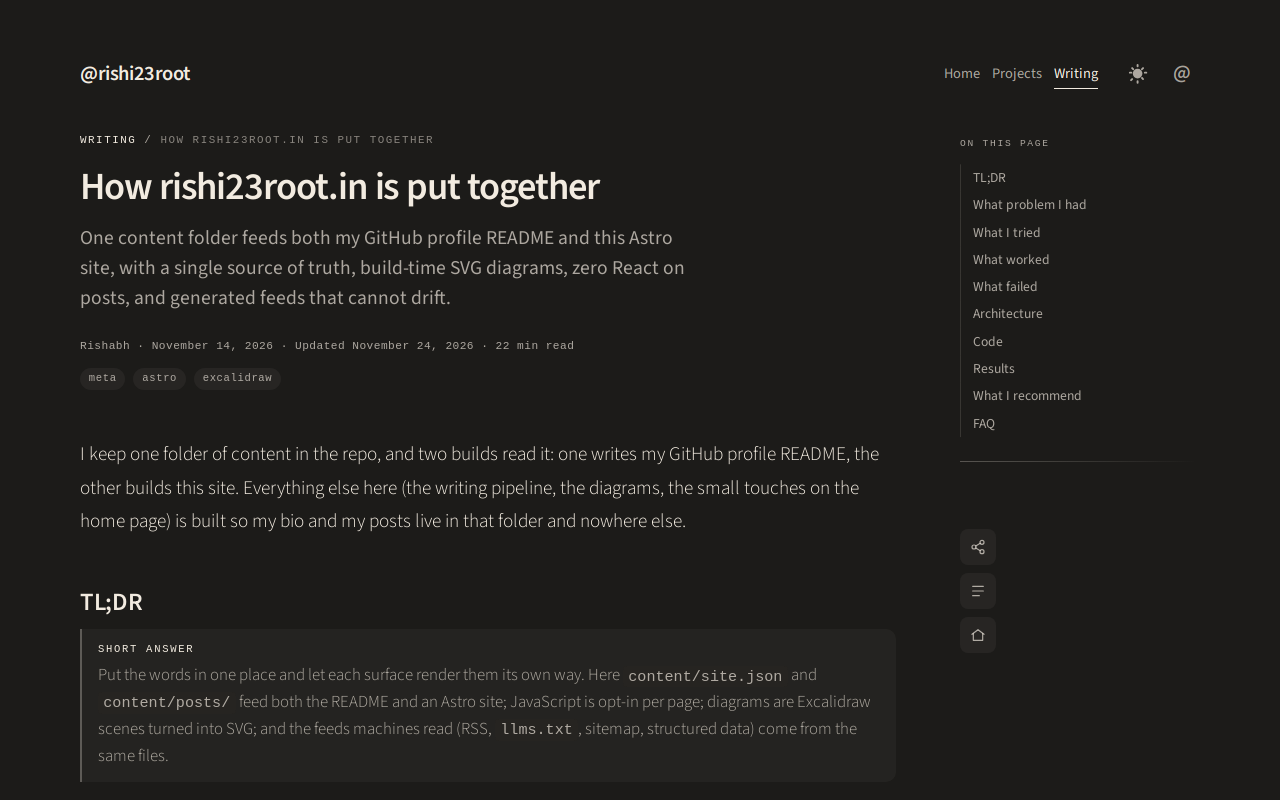 @rishi23root
Home Projects Writing @
WRITING / HOW RISHI23ROOT.IN IS PUT TOGETHER
How rishi23root.in is put together
One content folder feeds both my GitHub profile README and this Astro
site, with a single source of truth, build-time SVG diagrams, zero React on
posts, and generated feeds that cannot drift.
Rishabh · November 14, 2026 · Updated November 24, 2026 · 22 min read
meta astro excalidraw
I keep one folder of content in the repo, and two builds read it: one writes my GitHub profile README, the
other builds this site. Everything else here (the writing pipeline, the diagrams, the small touches on the
home page) is built so my bio and my posts live in that folder and nowhere else.
TL;DR
SHORT ANSWER
Put the words in one place and let each surface render them its own way. Here content/site.json and
content/posts/ feed both the README and an Astro site; JavaScript is opt-in per page; diagrams are Excalidraw
scenes turned into SVG; and the feeds machines read (RSS, llms.txt, sitemap, structured data) come from the
same files.
ON THIS PAGE
TL;DR
What problem I had
What I tried
What worked
What failed
Architecture
Code
Results
What I recommend
FAQ